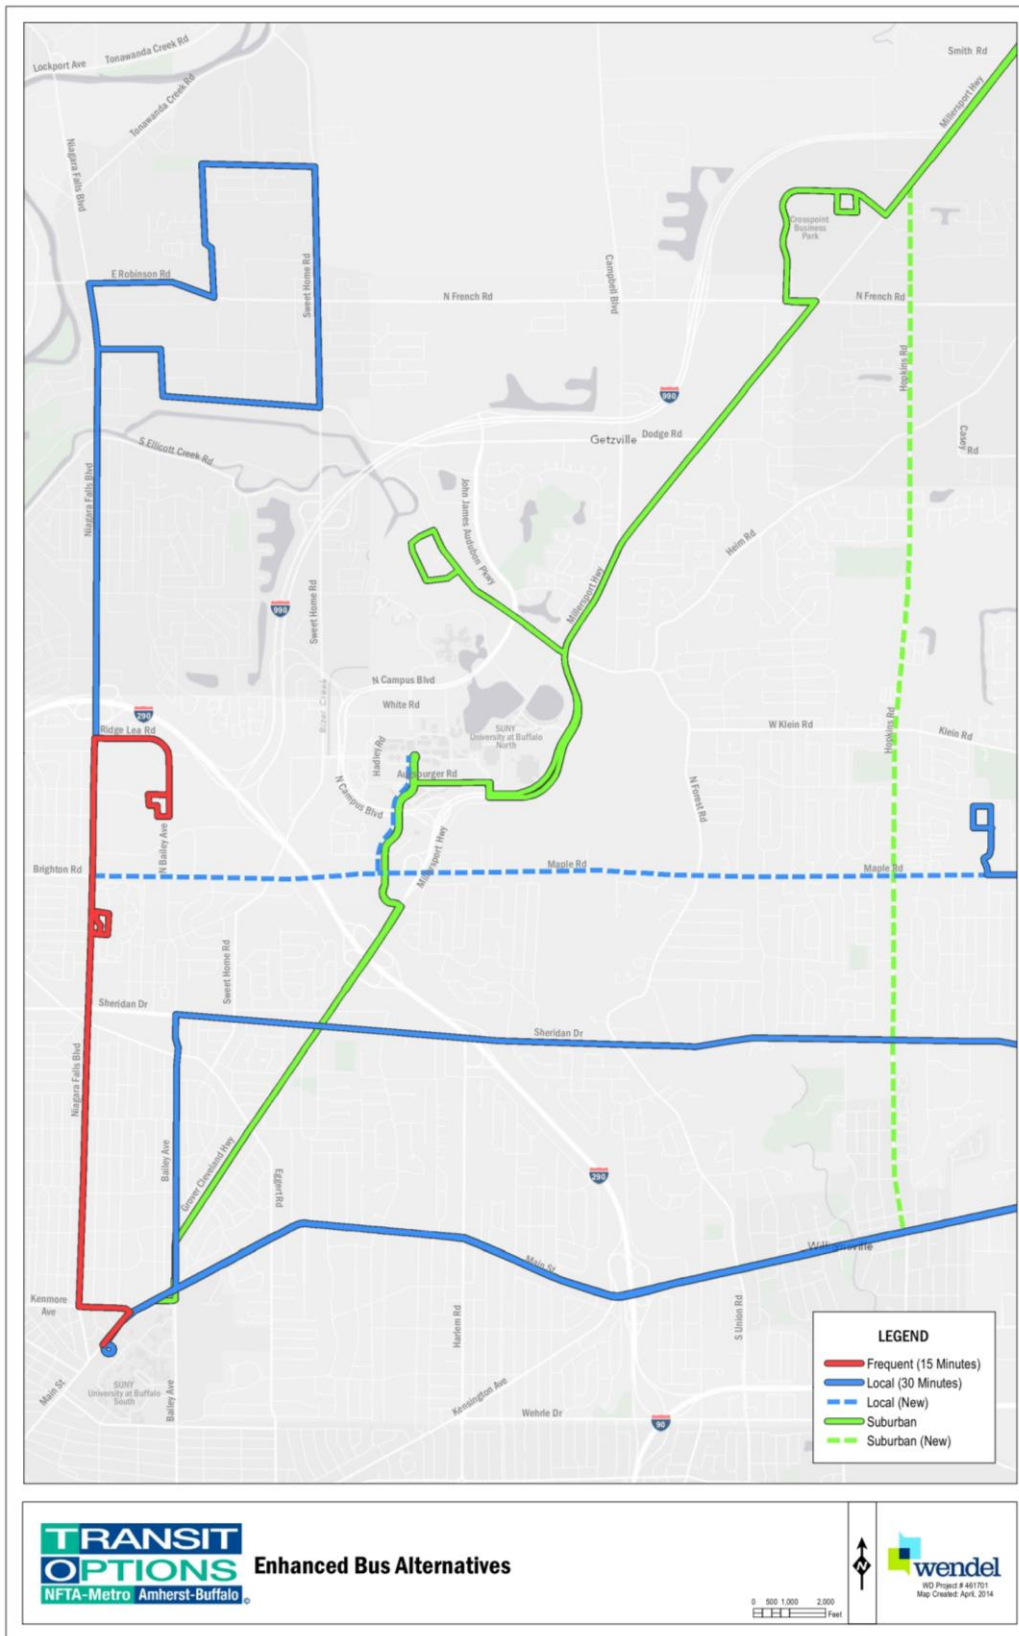 Smith Rd
Tonawanda Creek Rd
Lockport Ave
Millersport Hwy
Tonawanda Creek Rd
Niagara Falls Blvd
Crosspoint
Business
Park
E Robinson Rd
Sweet Home Rd
Campbell Blvd
N French Rd
N French Rd
Hopkins Rd
990
Getzville
Dodge Rd
Casey
Rd
S Ellicott Creek Rd
Niagara Falls Blvd
John James Audubon Pkwy
Heim Rd
Millersport Hwy
990
Sweet Home Rd
N Campus Blvd
Bizer Creek
White Rd
290
Ridge Lea Rd
SUNY
University at Buffalo
North
W Klein Rd
Hopkins Rd
Klein Rd
Hadley Rd
Augspurger Rd
N Campus Blvd
N Forest Rd
N Bailey Ave
Millersport Hwy
Brighton Rd
Maple Rd
Maple Rd
Sweet Home Rd
Sheridan Dr
Sheridan Dr
Niagara Falls Blvd
Bailey Ave
Grover Cleveland Hwy
Eggert Rd
290
Williamsville
Main St
Kenmore
Ave
Harlem Rd
S Union Rd
Main St
SUNY
University at Buffalo
South
Bailey Ave
Kensington Ave
Wehrle Dr
90
LEGEND
Frequent (15 Minutes)
Local (30 Minutes)
Local (New)
Suburban
Suburban (New)
TRANSIT
OPTIONS
NFTA-Metro Amherst-Buffalo
Enhanced Bus Alternatives
N
0 500 1,000 2,000
Feet
wendel
WD Project # 461701
Map Created: April, 2014